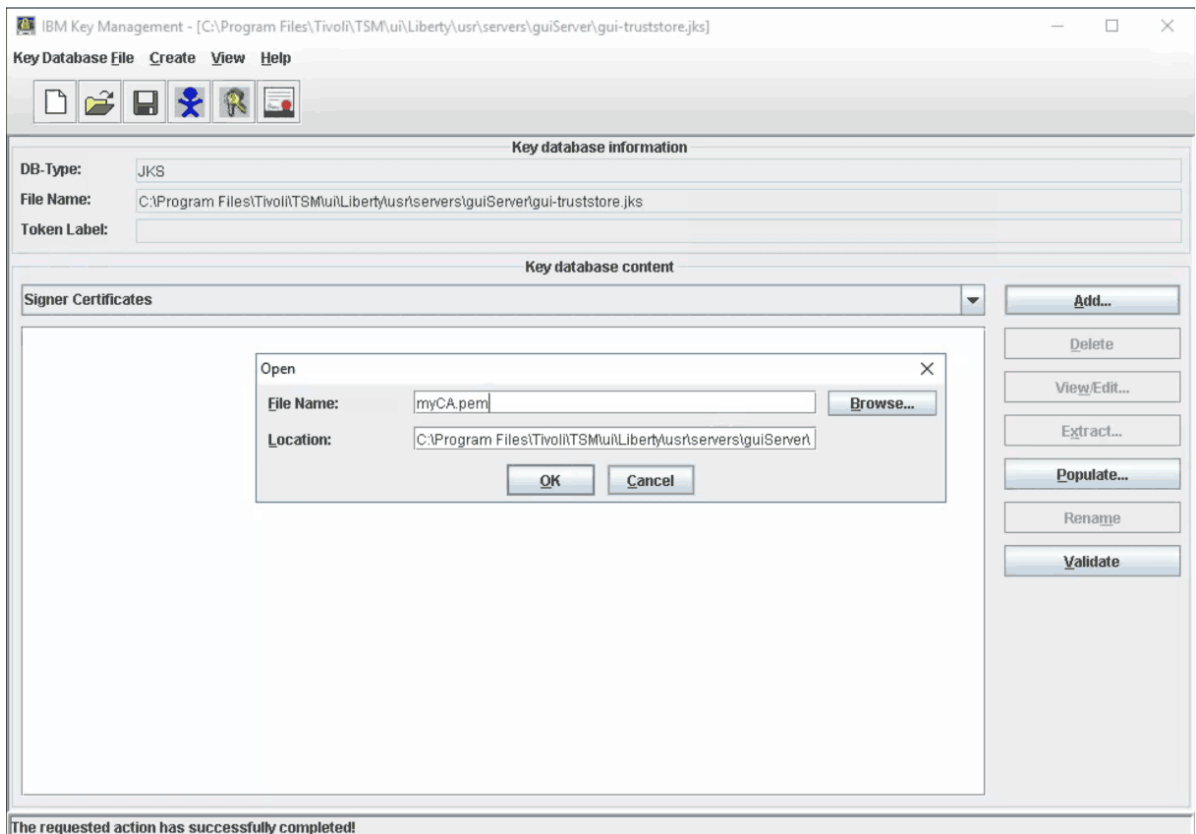 IBM Key Management - [C:\Program Files\Tivoli\TSM\ui\Liberty\usr\servers\guiServer\gui-truststore.jks]
Key Database File Create View Help
Key database information
DB-Type: JKS
File Name: C:\Program Files\Tivoli\TSM\ui\Liberty\usr\servers\guiServer\gui-truststore.jks
Token Label:
Key database content
Signer Certificates
Add...
Delete
View/Edit...
Extract...
Populate...
Rename
Validate
Open
File Name: myCA.pem Browse...
Location: C:\Program Files\Tivoli\TSM\ui\Liberty\usr\servers\guiServer\
OK Cancel
The requested action has successfully completed!